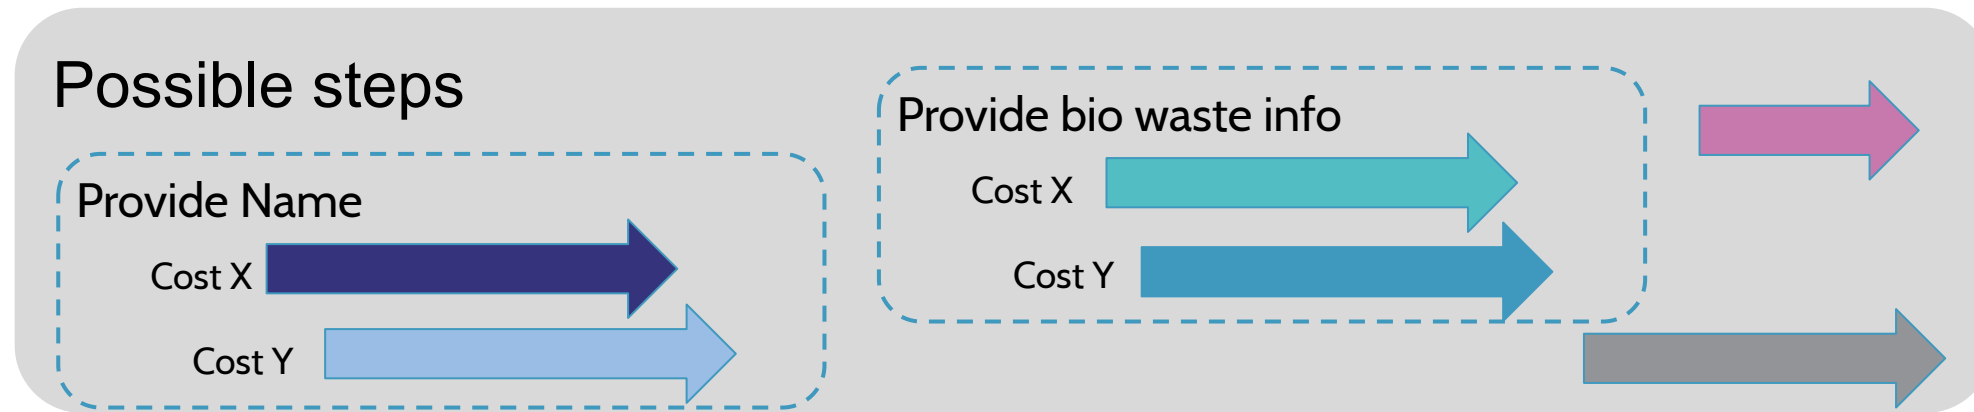 Possible steps
Provide Name
Cost X
Cost Y
Provide bio waste info
Cost X
Cost Y